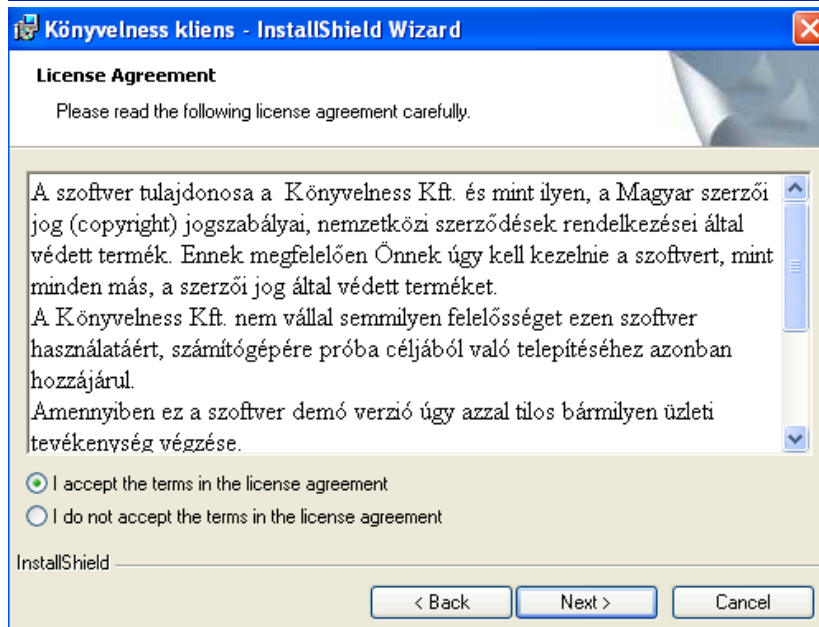 Könyvelness kliens - InstallShield Wizard
License Agreement
Please read the following license agreement carefully.
A szoftver tulajdonosa a Könyvelness Kft. és mint ilyen, a Magyar szerzői
jog (copyright) jogszabályai, nemzetközi szerződések rendelkezései által
védett termék. Ennek megfelelően Önnek úgy kell kezelnie a szoftvert, mint
minden más, a szerzői jog által védett terméket.
A Könyvelness Kft. nem vállal semmilyen felelősséget ezen szoftver
használatáért, számítógépére próba céljából való telepítéséhez azonban
hozzájárul.
Amennyiben ez a szoftver demó verzió úgy azzal tilos bármilyen üzleti
tevékenység végzése.
I accept the terms in the license agreement
I do not accept the terms in the license agreement
InstallShield
< Back Next > Cancel